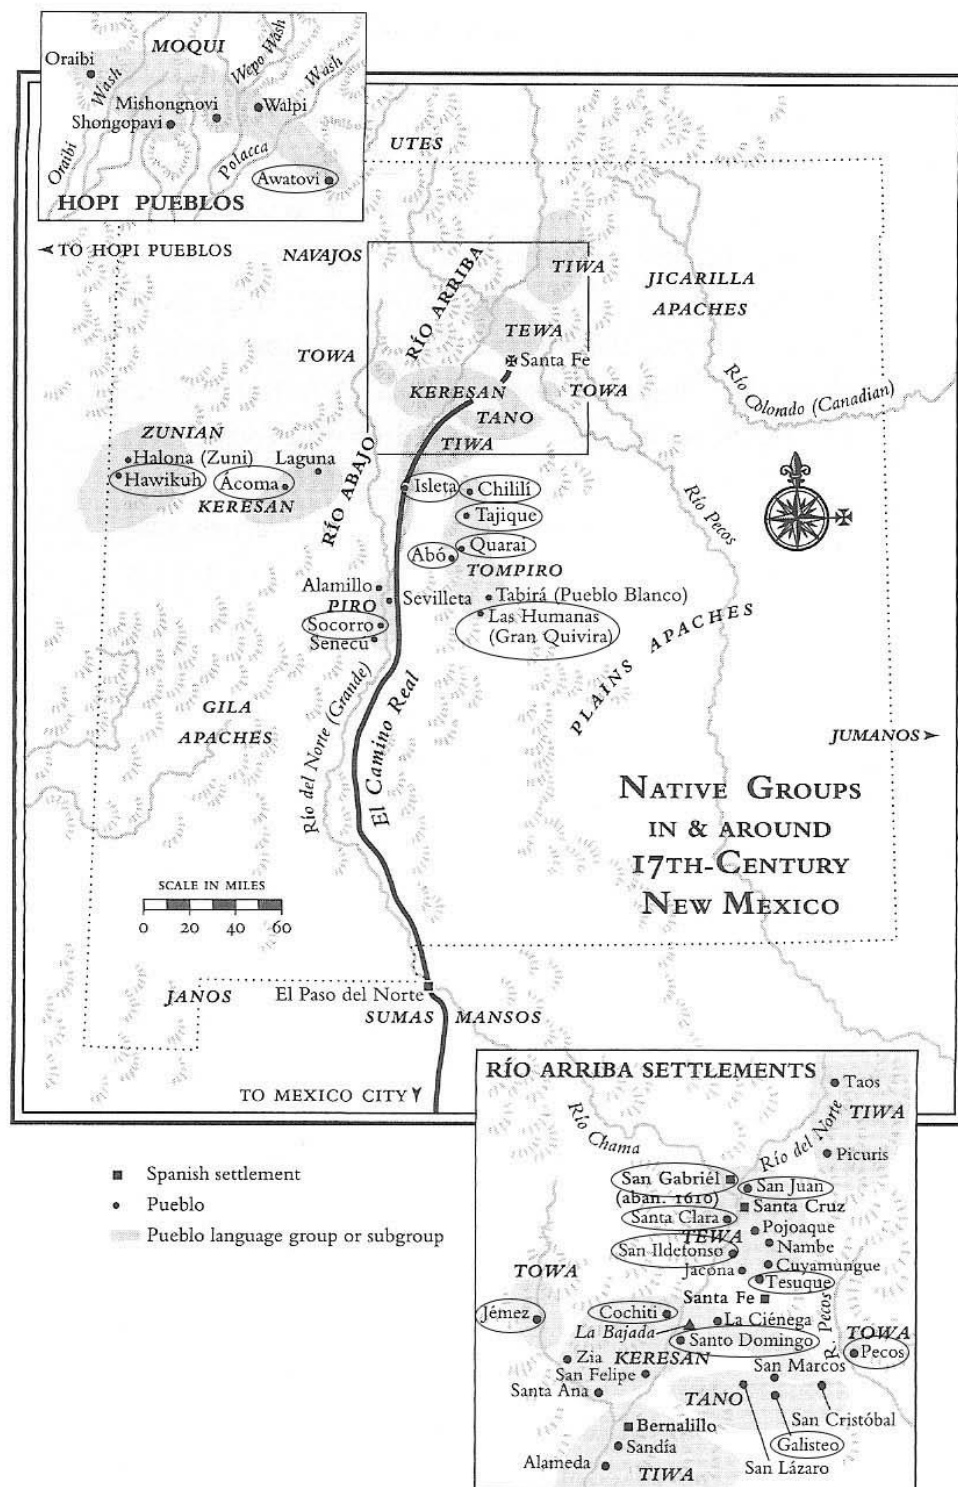 MOQUI
Oraibi
Wash
Wepo Wash
Wash
Mishongnovi
Walpi
Shongopavi
Oraibi
Polacca
Awatovi
HOPI PUEBLOS
UTES
TO HOPI PUEBLOS
NAVAJOS
RÍO ARRIBA
TIWA
JICARILLA
APACHES
TEWA
TOWA
Santa Fe
KERESAN
TOWA
Río Colorado (Canadian)
TANO
TIWA
ZUNIAN
Halona (Zuni)
Laguna
Hawikuh
Ácoma
KERESAN
RÍO ABAJO
Isleta
Chililí
Tajique
Río Pecos
Quarai
Abó
TOMPIRO
Alamillo
Sevilleta
Tabirá (Pueblo Blanco)
PIRO
Las Humanas
(Gran Quivira)
Socorro
Senecú
PLAINS APACHES
GILA
APACHES
Río del Norte (Grande)
El Camino Real
JUMANOS
NATIVE GROUPS
IN & AROUND
17TH-CENTURY
NEW MEXICO
SCALE IN MILES
0 20 40 60
JANOS
El Paso del Norte
SUMAS MANSOS
TO MEXICO CITY
RÍO ARRIBA SETTLEMENTS
Taos
TIWA
Río Chama
Río del Norte
Picuris
San Gabriél
(aban. 1610)
San Juan
Santa Cruz
Santa Clara
Pojoaque
TEWA
Nambe
San Ildefonso
Cuyamungue
Jacona
Tesuque
TOWA
Santa Fe
R. Pecos
Jémez
Cochiti
La Ciénega
La Bajada
Santo Domingo
TOWA
Pecos
Zia
KERESAN
San Marcos
San Felipe
Santa Ana
TANO
San Cristóbal
Bernalillo
Galisteo
Sandía
San Lázaro
Alameda
TIWA
Spanish settlement
Pueblo
Pueblo language group or subgroup